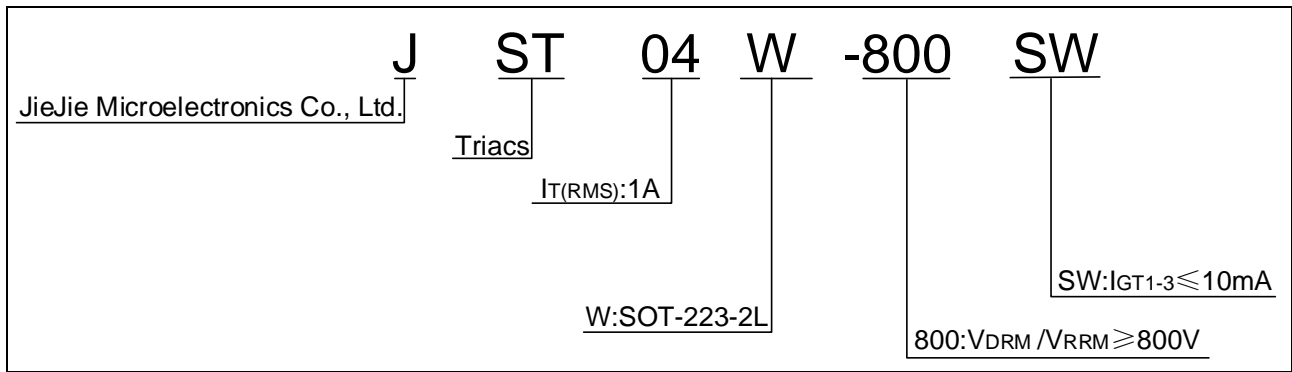 J ST 04 W -800 SW
JieJie Microelectronics Co., Ltd.
Triacs
IT(RMS):1A
SW:IGT1-3≤10mA
W:SOT-223-2L
800:VDRM /VRRM≥800V